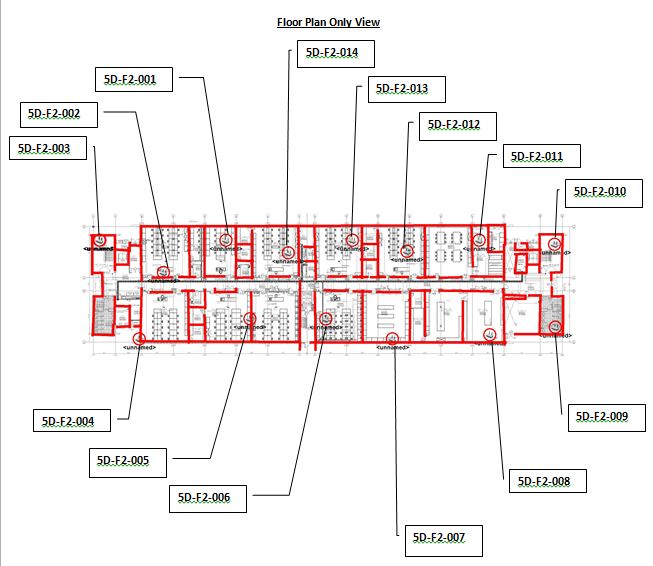 Floor Plan Only View
5D-F2-014
5D-F2-001
5D-F2-013
5D-F2-002
5D-F2-012
5D-F2-003
5D-F2-011
5D-F2-010
<unnamed>
<unnamed>
<unnamed>
<unnamed>
<unnamed>
<unnamed>
<unnamed>
<unnamed>
<unnamed>
<unnamed>
<unnamed>
<unnamed>
<unnamed>
<unnamed>
5D-F2-004
5D-F2-009
5D-F2-005
5D-F2-008
5D-F2-006
5D-F2-007